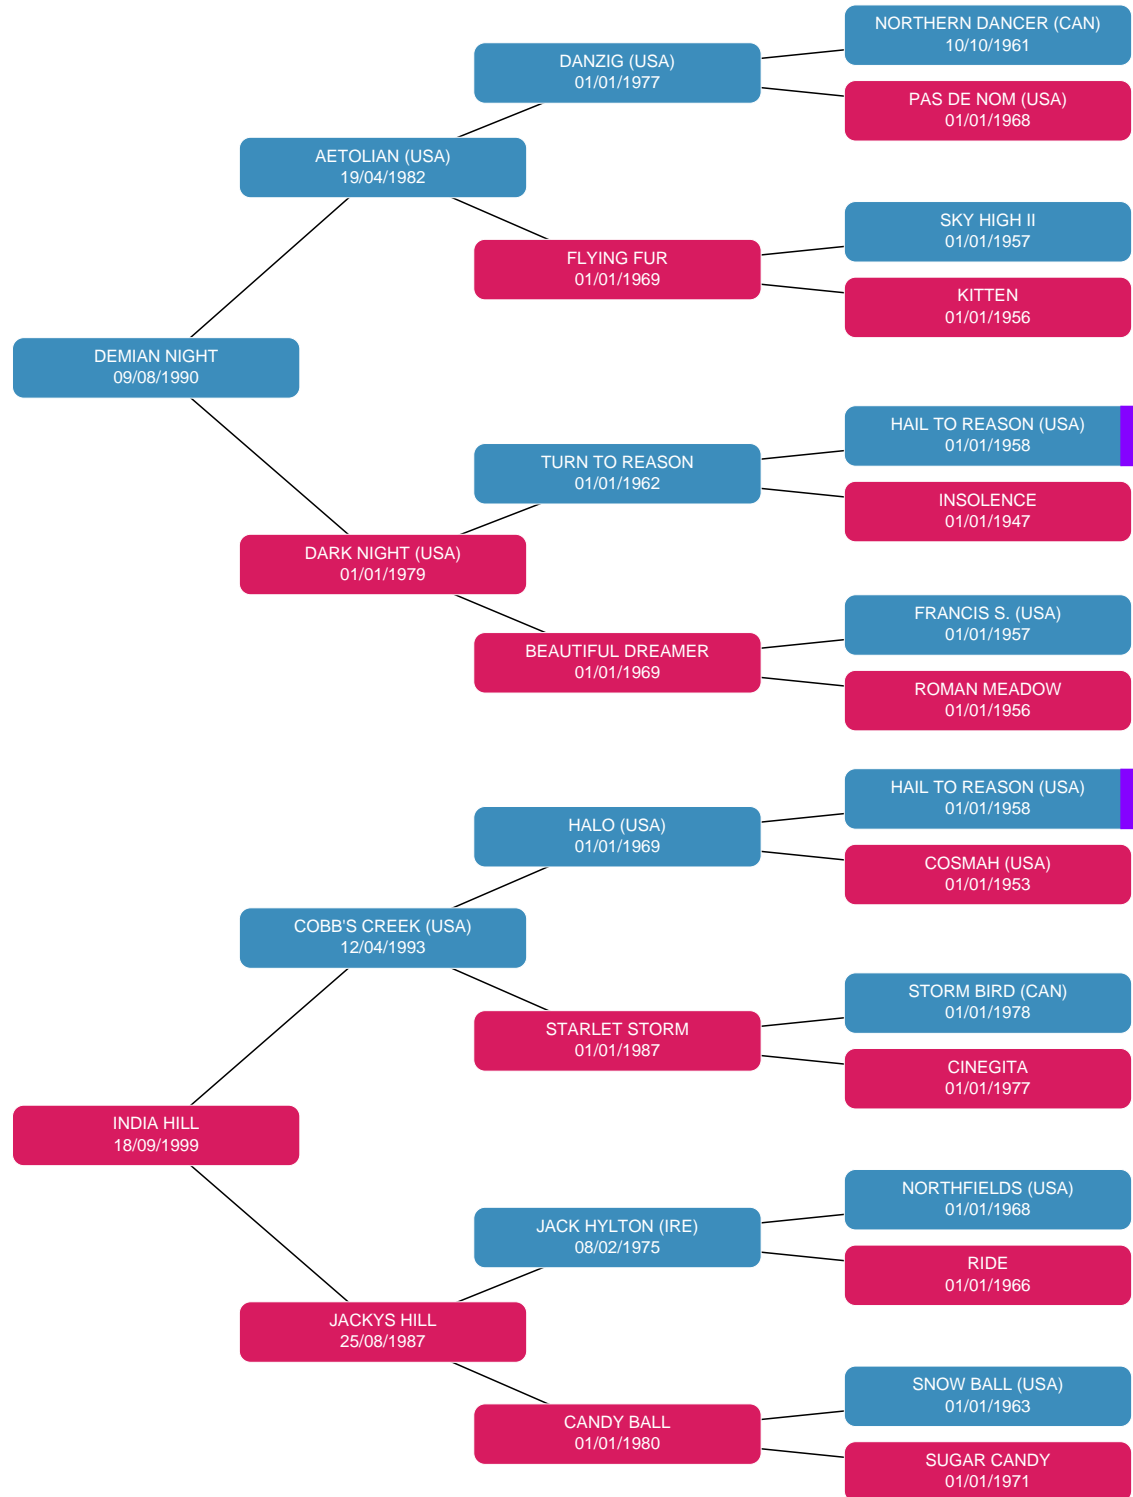 NORTHERN DANCER (CAN)
10/10/1961
DANZIG (USA)
01/01/1977
PAS DE NOM (USA)
01/01/1968
AETOLIAN (USA)
19/04/1982
SKY HIGH II
01/01/1957
FLYING FUR
01/01/1969
KITTEN
01/01/1956
DEMIAN NIGHT
09/08/1990
HAIL TO REASON (USA)
01/01/1958
TURN TO REASON
01/01/1962
INSOLENCE
01/01/1947
DARK NIGHT (USA)
01/01/1979
FRANCIS S. (USA)
01/01/1957
BEAUTIFUL DREAMER
01/01/1969
ROMAN MEADOW
01/01/1956
HAIL TO REASON (USA)
01/01/1958
HALO (USA)
01/01/1969
COSMAH (USA)
01/01/1953
COBB'S CREEK (USA)
12/04/1993
STORM BIRD (CAN)
01/01/1978
STARLET STORM
01/01/1987
CINEGITA
01/01/1977
INDIA HILL
18/09/1999
NORTHFIELDS (USA)
01/01/1968
JACK HYLTON (IRE)
08/02/1975
RIDE
01/01/1966
JACKYS HILL
25/08/1987
SNOW BALL (USA)
01/01/1963
CANDY BALL
01/01/1980
SUGAR CANDY
01/01/1971